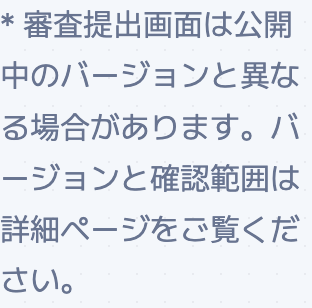 * 審査提出画面は公開
中のバージョンと異な
る場合があります。バ
ージョンと確認範囲は
詳細ページをご覧くだ
さい。